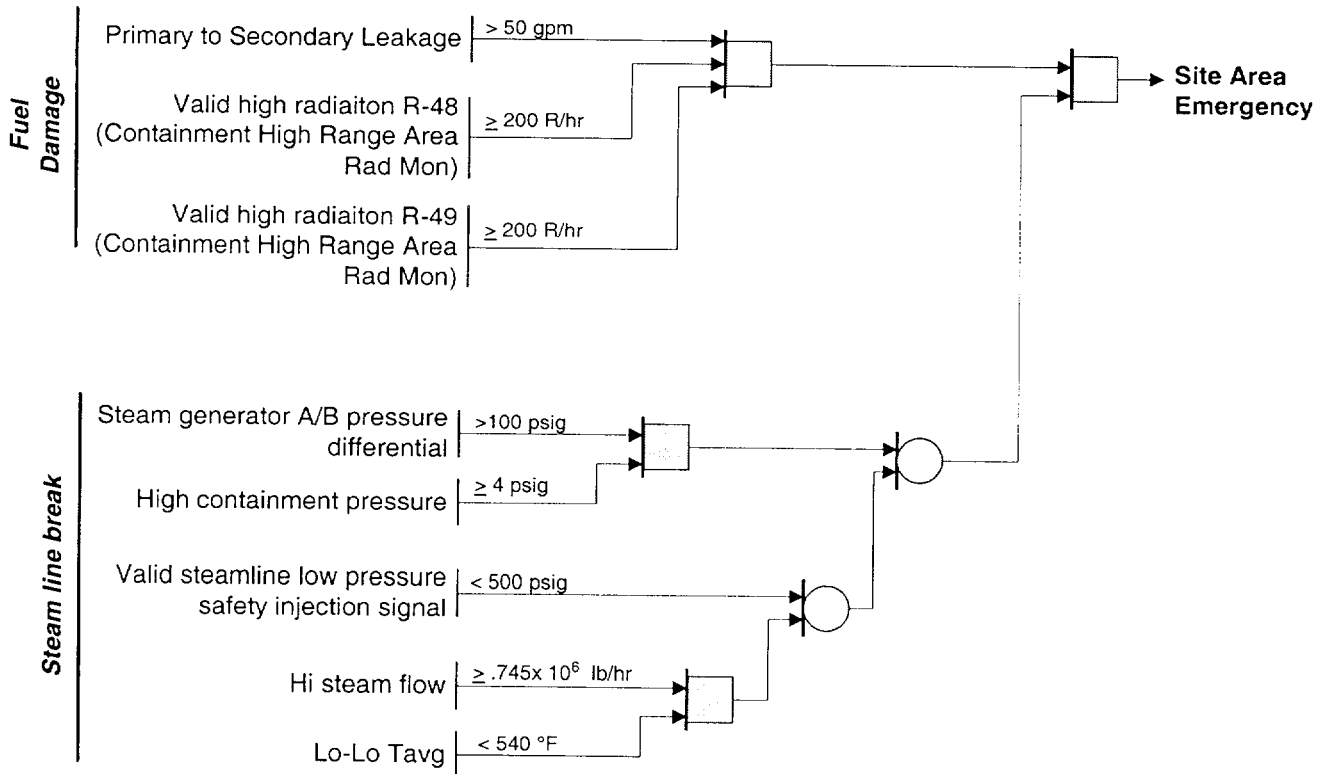 Fuel
Damage
Primary to Secondary Leakage
> 50 gpm
Valid high radiaiton R-48
(Containment High Range Area
Rad Mon)
≥ 200 R/hr
Valid high radiaiton R-49
(Containment High Range Area
Rad Mon)
≥ 200 R/hr
Site Area
Emergency
Steam line break
Steam generator A/B pressure
differential
>100 psig
High containment pressure
≥ 4 psig
Valid steamline low pressure
safety injection signal
< 500 psig
Hi steam flow
≥ .745x 10⁶ lb/hr
Lo-Lo Tavg
< 540 °F